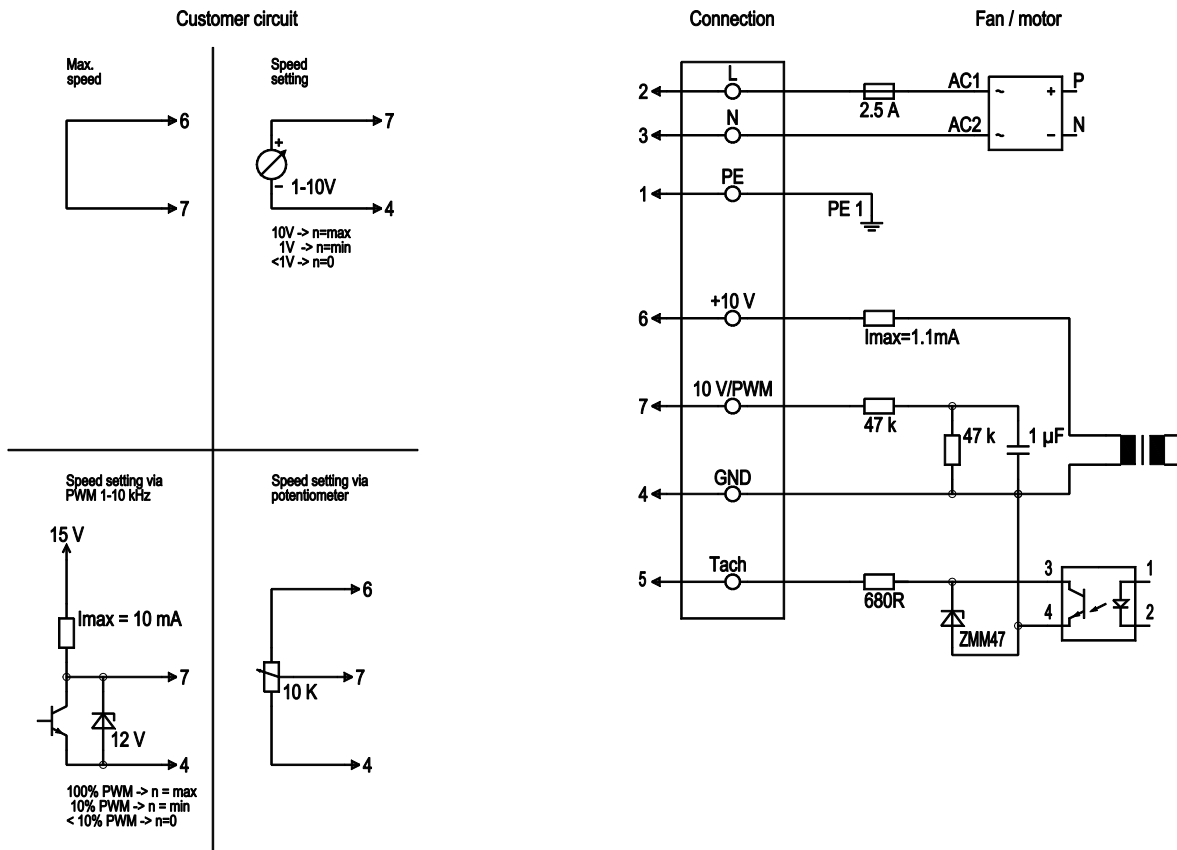 Customer circuit
Max.
speed
6
7
Speed
setting
7
+
− 1-10V
4
10V -> n=max
1V -> n=min
<1V -> n=0
Speed setting via
PWM 1-10 kHz
15 V
Imax = 10 mA
7
12 V
4
100% PWM -> n = max
10% PWM -> n = min
< 10% PWM -> n=0
Speed setting via
potentiometer
6
7
10 K
4
Connection
Fan / motor
2 L 2.5 A AC1 ~ + P
3 N AC2 ~ − N
1 PE PE 1
6 +10 V Imax=1.1mA
7 10 V/PWM 47 k
47 k 1 µF
4 GND
5 Tach 680R 3 1
4 2
ZMM47